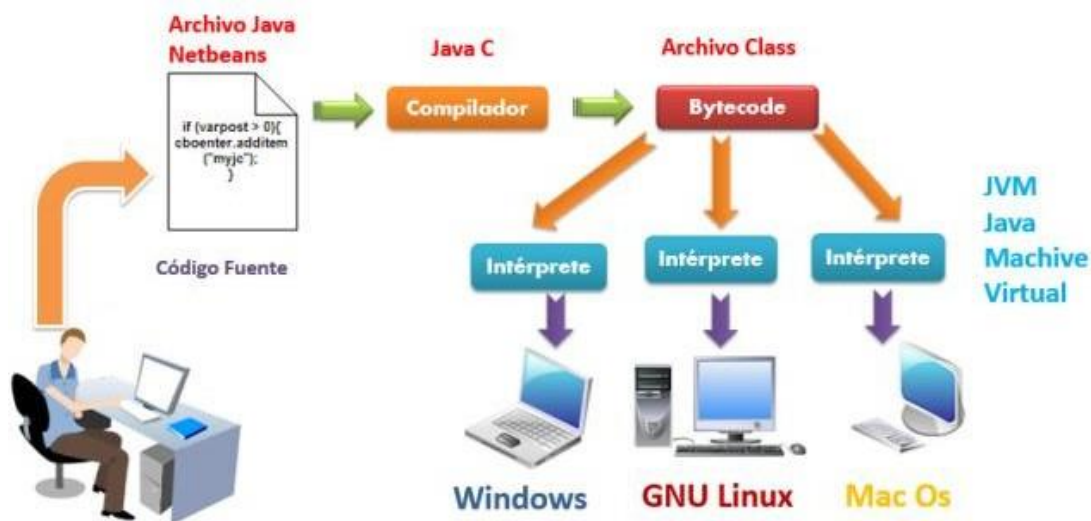 Archivo Java
Netbeans
Java C
Archivo Class
if (varpost > 0){
cboenter.additem
("myjc");
}
Compilador
Bytecode
Código Fuente
Intérprete
Intérprete
Intérprete
JVM
Java
Machive
Virtual
Windows
GNU Linux
Mac Os